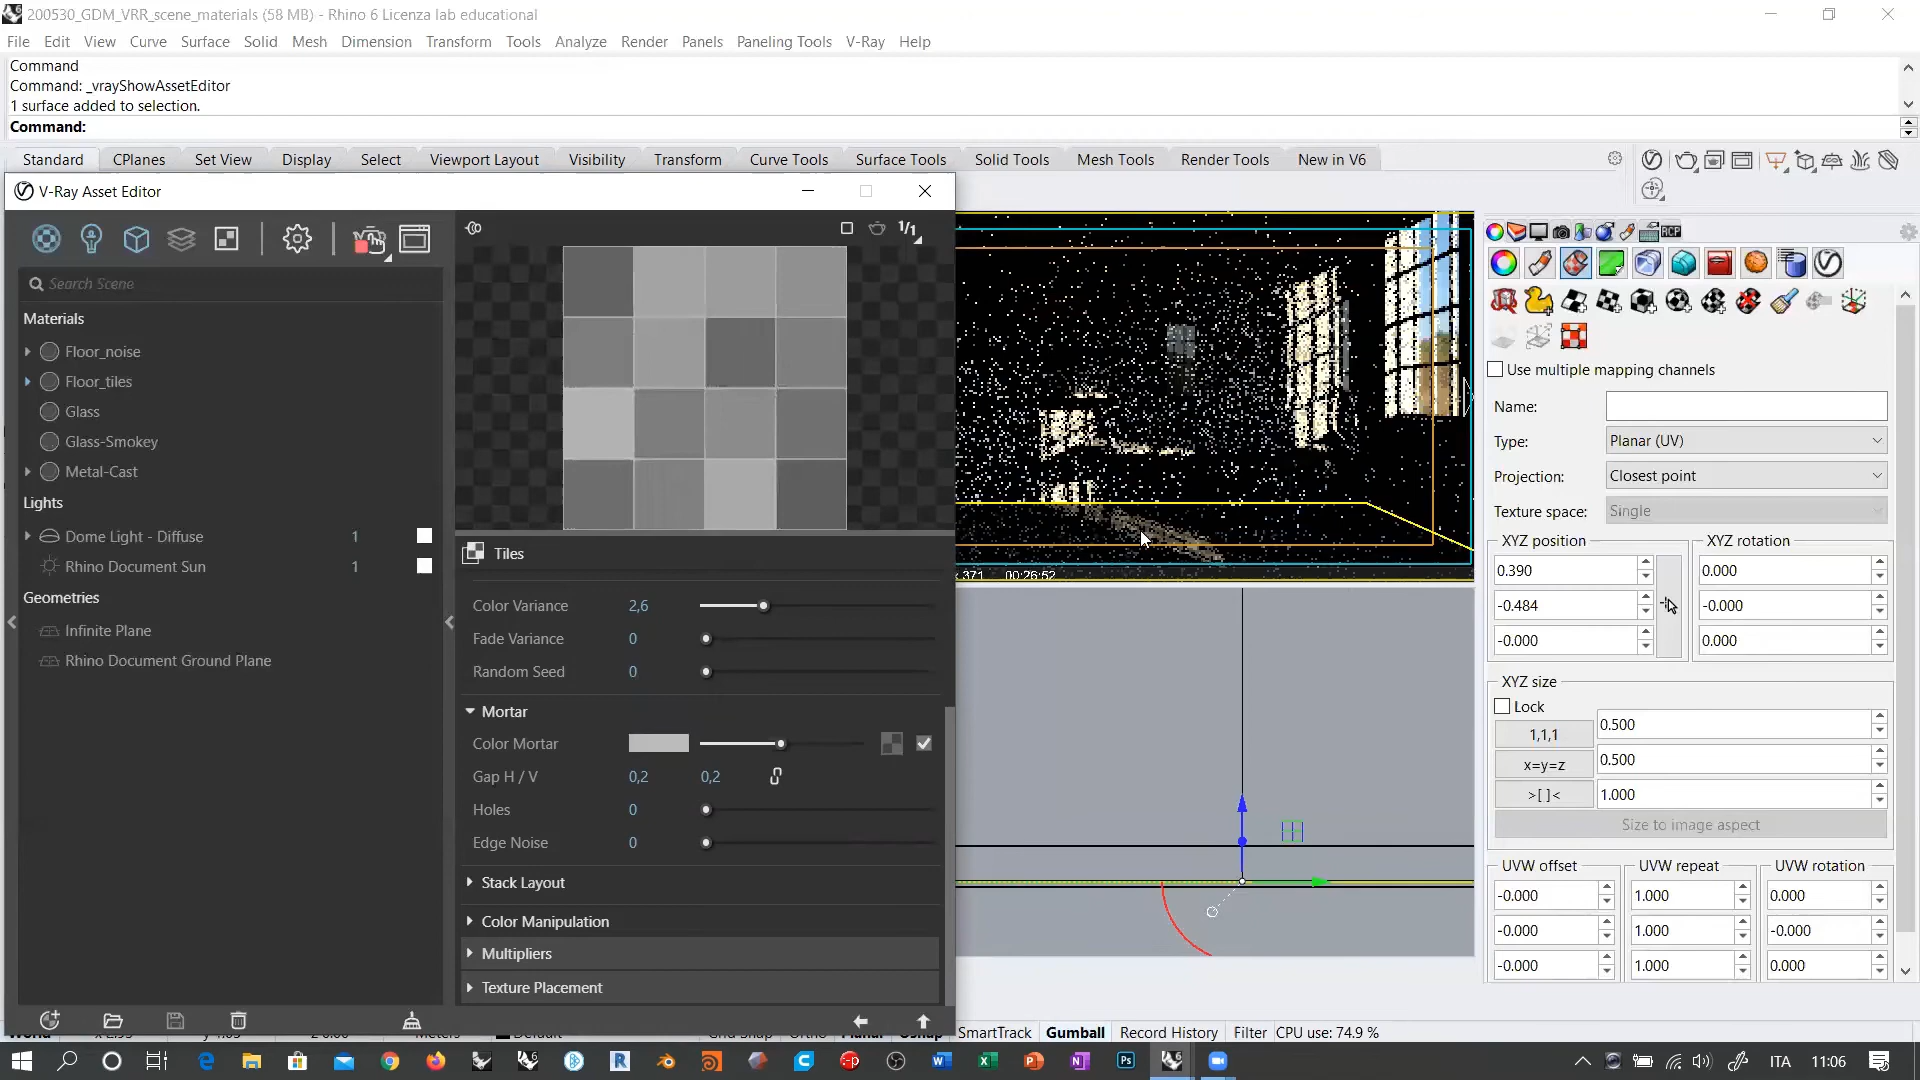 200530_GDM_VRR_scene_materials (58 MB) - Rhino 6 Licenza lab educational
File Edit View Curve Surface Solid Mesh Dimension Transform Tools Analyze Render Panels Paneling Tools V-Ray Help
Command
Command: _vrayShowAssetEditor
1 surface added to selection.
Command:
Standard CPlanes Set View Display Select Viewport Layout Visibility Transform Curve Tools Surface Tools Solid Tools Mesh Tools Render Tools New in V6
V-Ray Asset Editor
1/1
Search Scene
Materials
Floor_noise
Floor_tiles
Glass
Glass-Smokey
Metal-Cast
Lights
Dome Light - Diffuse 1
Rhino Document Sun 1
Geometries
Infinite Plane
Rhino Document Ground Plane
Tiles
Color Variance 2,6
Fade Variance 0
Random Seed 0
Mortar
Color Mortar
Gap H / V 0,2 0,2
Holes 0
Edge Noise 0
Stack Layout
Color Manipulation
Multipliers
Texture Placement
371 00:26:52
RCP
Use multiple mapping channels
Name:
Type: Planar (UV)
Projection: Closest point
Texture space: Single
XYZ position XYZ rotation
0.390 0.000
-0.484 -0.000
-0.000 0.000
XYZ size
Lock
1,1,1 0.500
x=y=z 0.500
>[ ]< 1.000
Size to image aspect
UVW offset UVW repeat UVW rotation
-0.000 1.000 0.000
-0.000 1.000 -0.000
-0.000 1.000 0.000
SmartTrack Gumball Record History Filter CPU use: 74.9 %
ITA 11:06